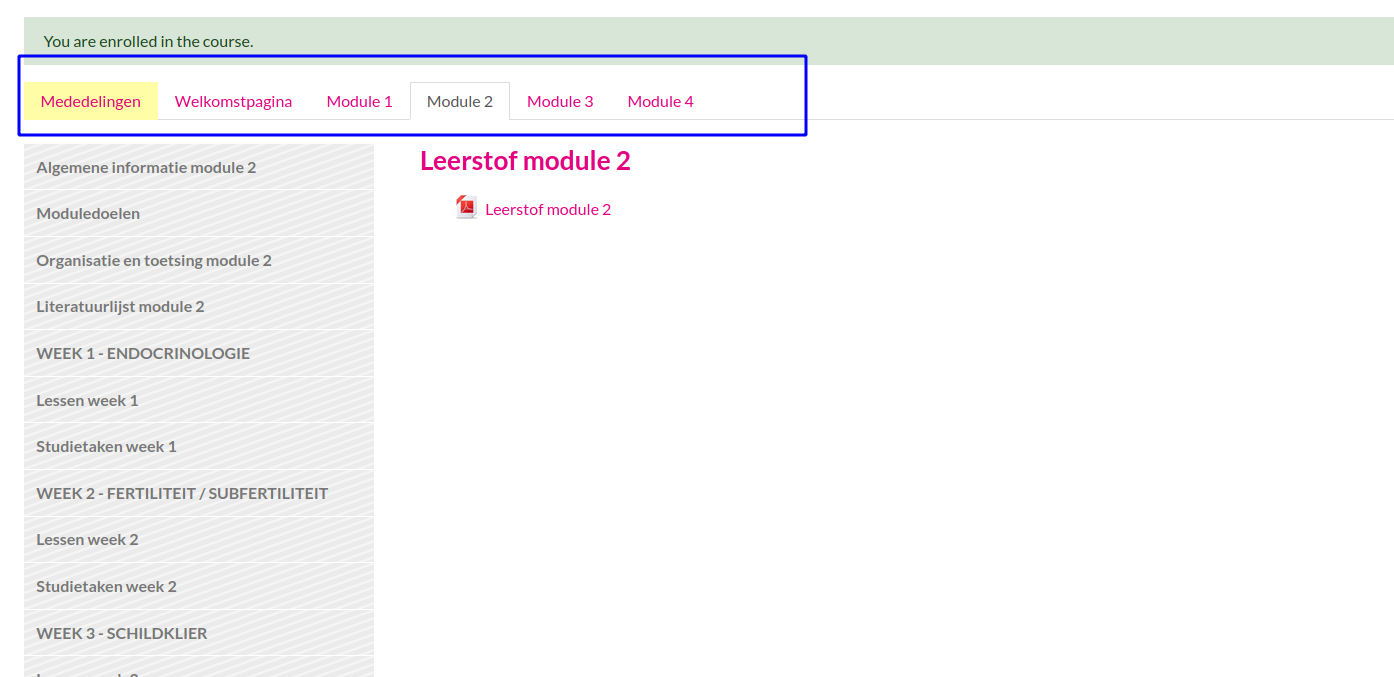 You are enrolled in the course.
Mededelingen Welkomstpagina Module 1 Module 2 Module 3 Module 4
Algemene informatie module 2
Moduledoelen
Organisatie en toetsing module 2
Literatuurlijst module 2
WEEK 1 - ENDOCRINOLOGIE
Lessen week 1
Studietaken week 1
WEEK 2 - FERTILITEIT / SUBFERTILITEIT
Lessen week 2
Studietaken week 2
WEEK 3 - SCHILDKLIER
Leerstof module 2
Leerstof module 2